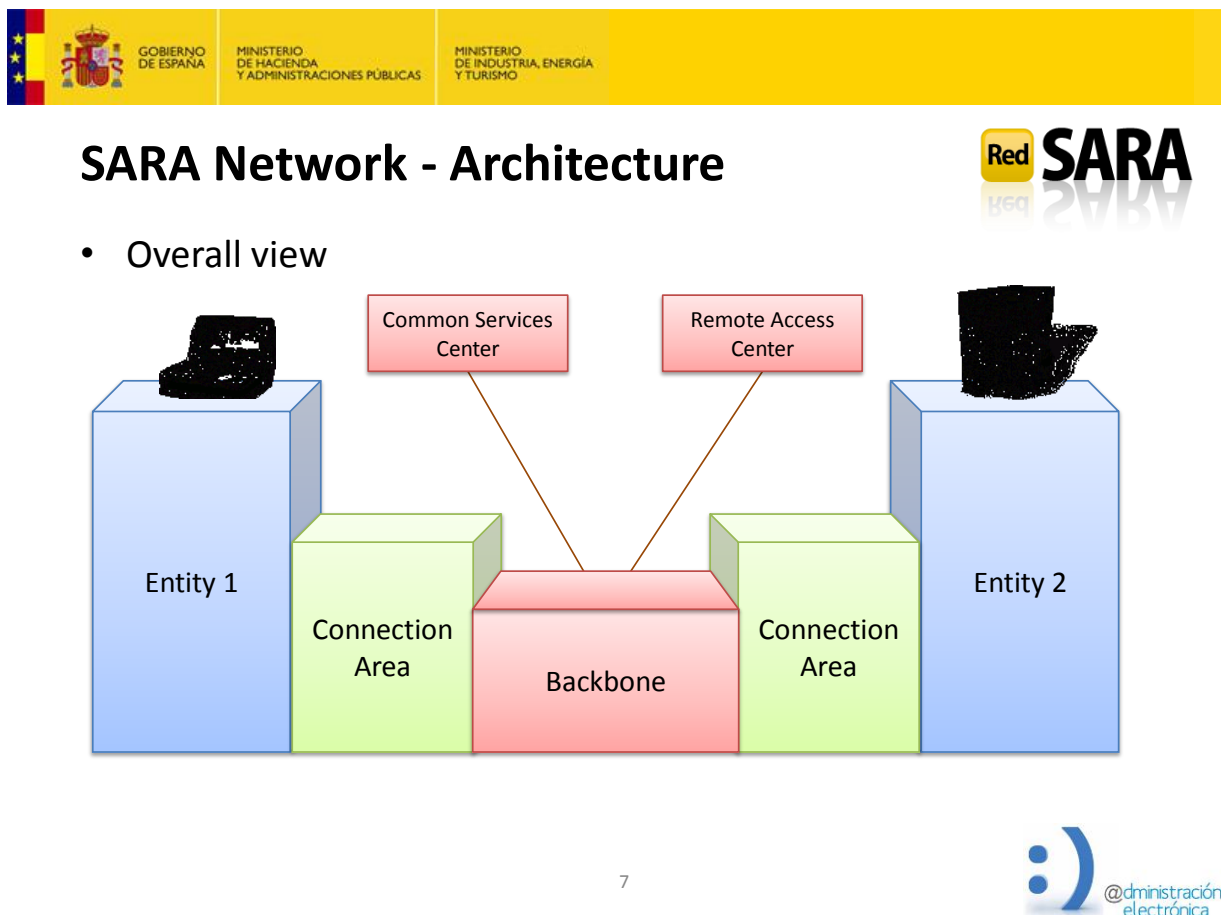 GOBIERNO
DE ESPAÑA
MINISTERIO
DE HACIENDA
Y ADMINISTRACIONES PÚBLICAS
MINISTERIO
DE INDUSTRIA, ENERGÍA
Y TURISMO
SARA Network - Architecture
Red SARA
• Overall view
Common Services
Center
Remote Access
Center
Entity 1
Connection
Area
Backbone
Connection
Area
Entity 2
7
@dministración
electrónica